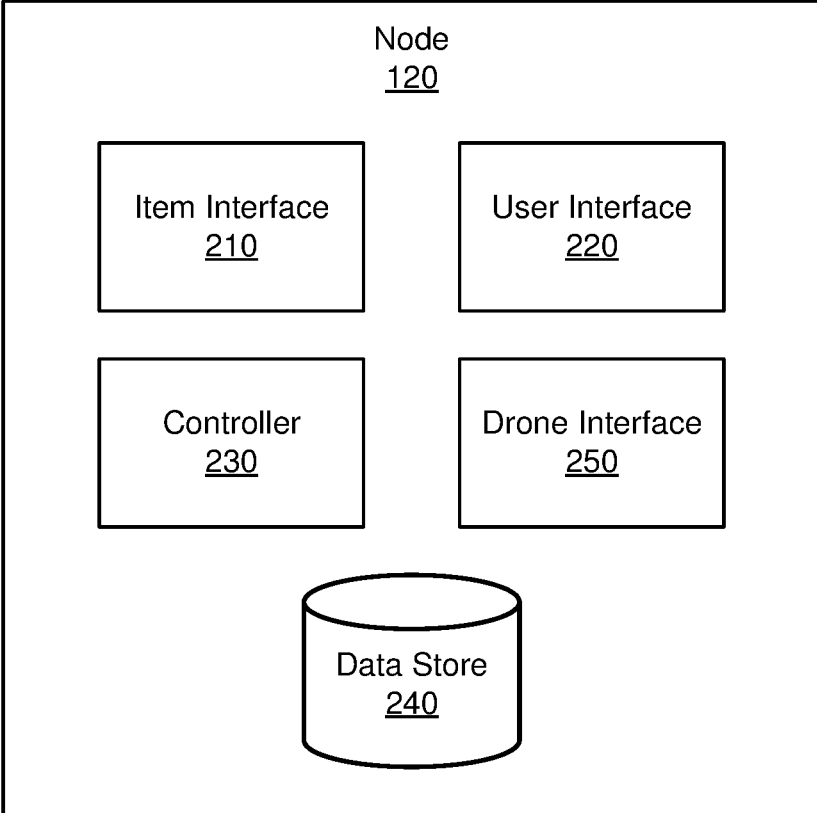 Node
120
Item Interface
210
User Interface
220
Controller
230
Drone Interface
250
Data Store
240